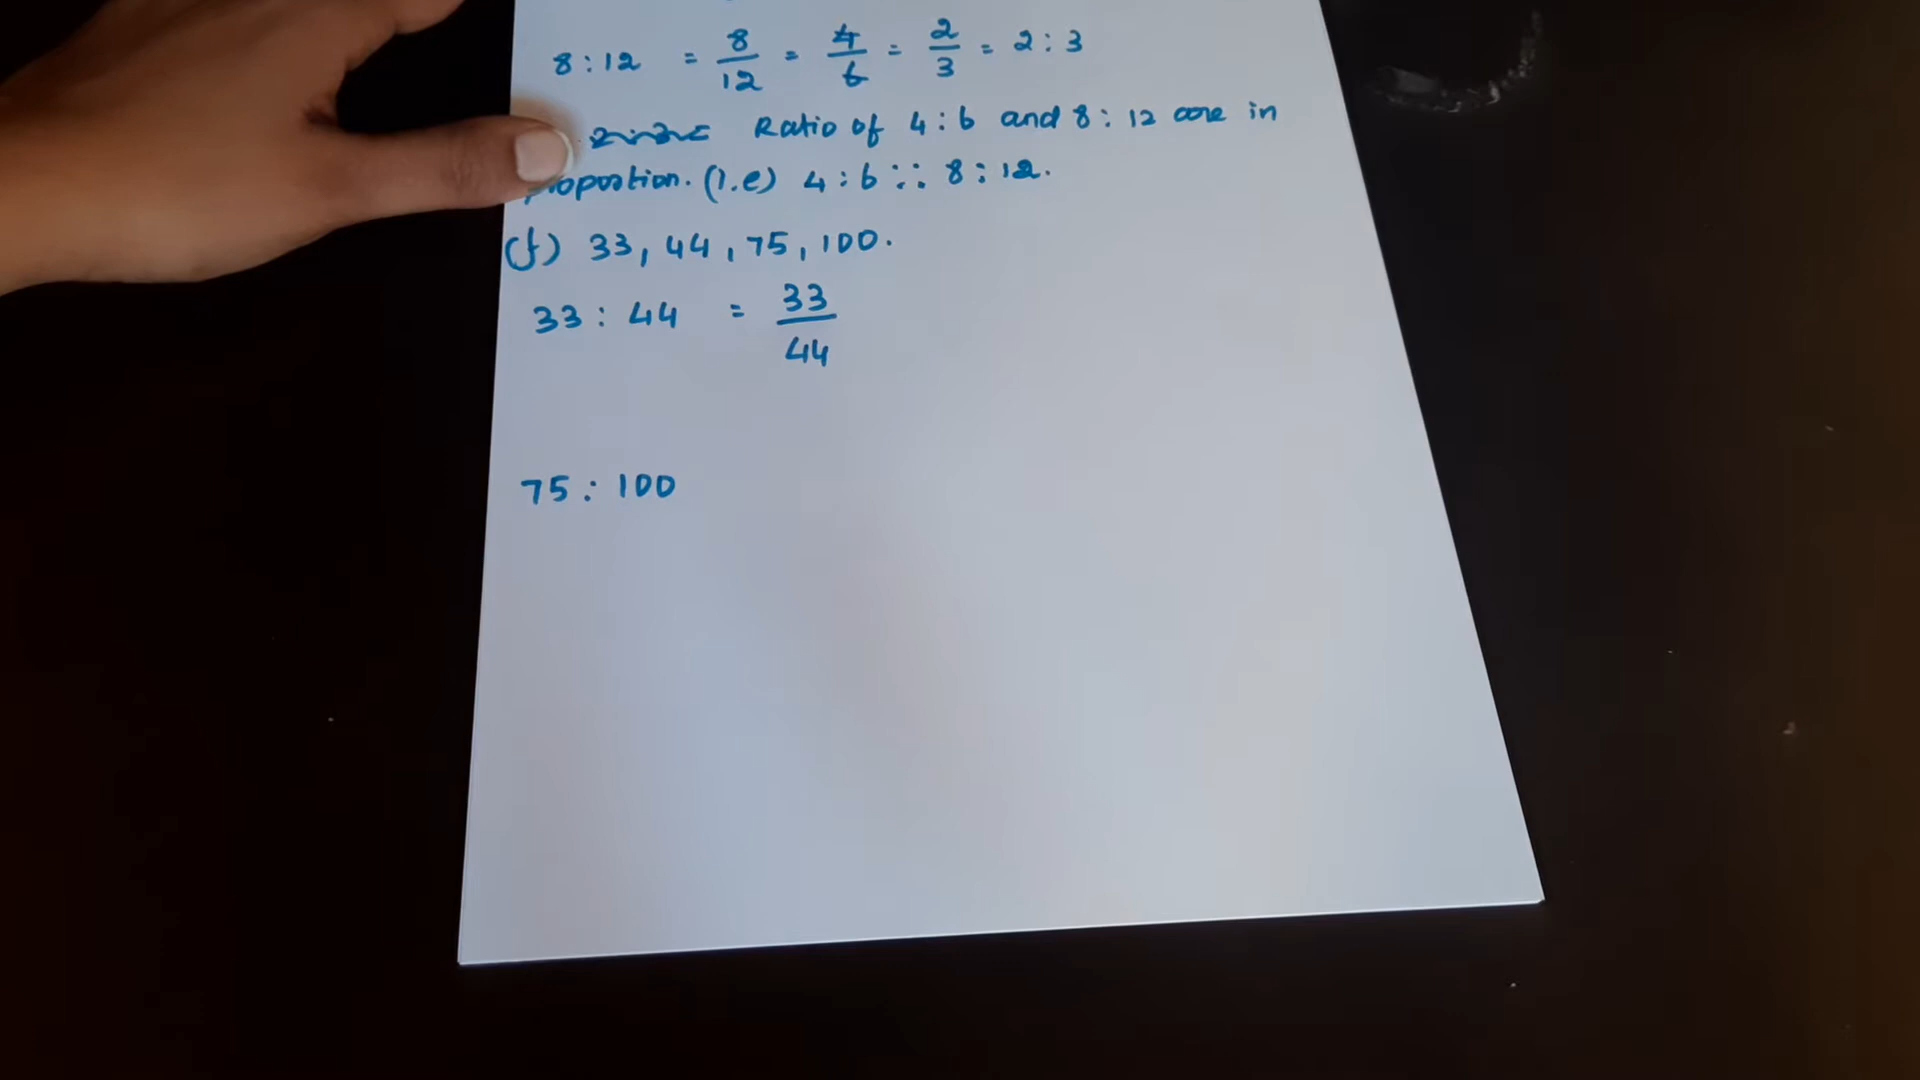 8 : 12 = 8/12 = 4/6 = 2/3 = 2 : 3
Ratio of 4 : 6 and 8 : 12 are in
proportion. (i.e) 4 : 6 :: 8 : 12.
(f) 33, 44, 75, 100.
33 : 44 = 33/44
75 : 100